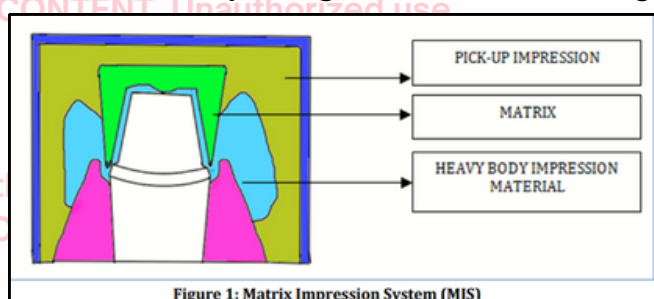 CONTENT. Unauthorized use
PICK-UP IMPRESSION
MATRIX
HEAVY BODY IMPRESSION
MATERIAL
Figure 1: Matrix Impression System (MIS)